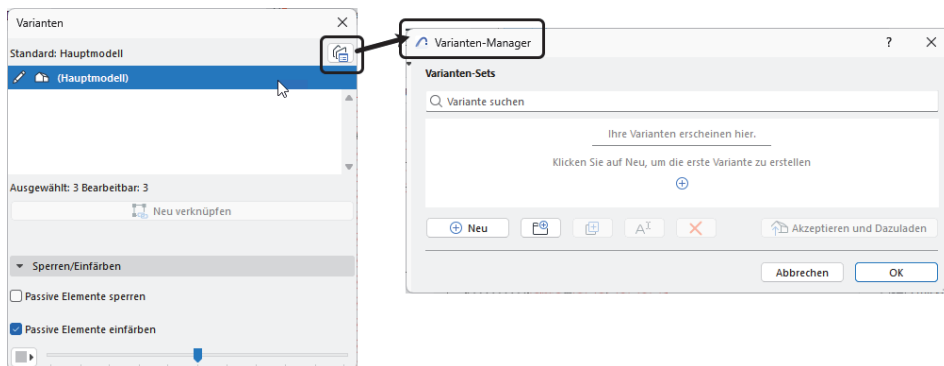 Varianten
Standard: Hauptmodell
(Hauptmodell)
Ausgewählt: 3 Bearbeitbar: 3
Neu verknüpfen
Sperren/Einfärben
Passive Elemente sperren
Passive Elemente einfärben
Varianten-Manager
?
Varianten-Sets
Variante suchen
Ihre Varianten erscheinen hier.
Klicken Sie auf Neu, um die erste Variante zu erstellen
Neu
Akzeptieren und Dazuladen
Abbrechen
OK